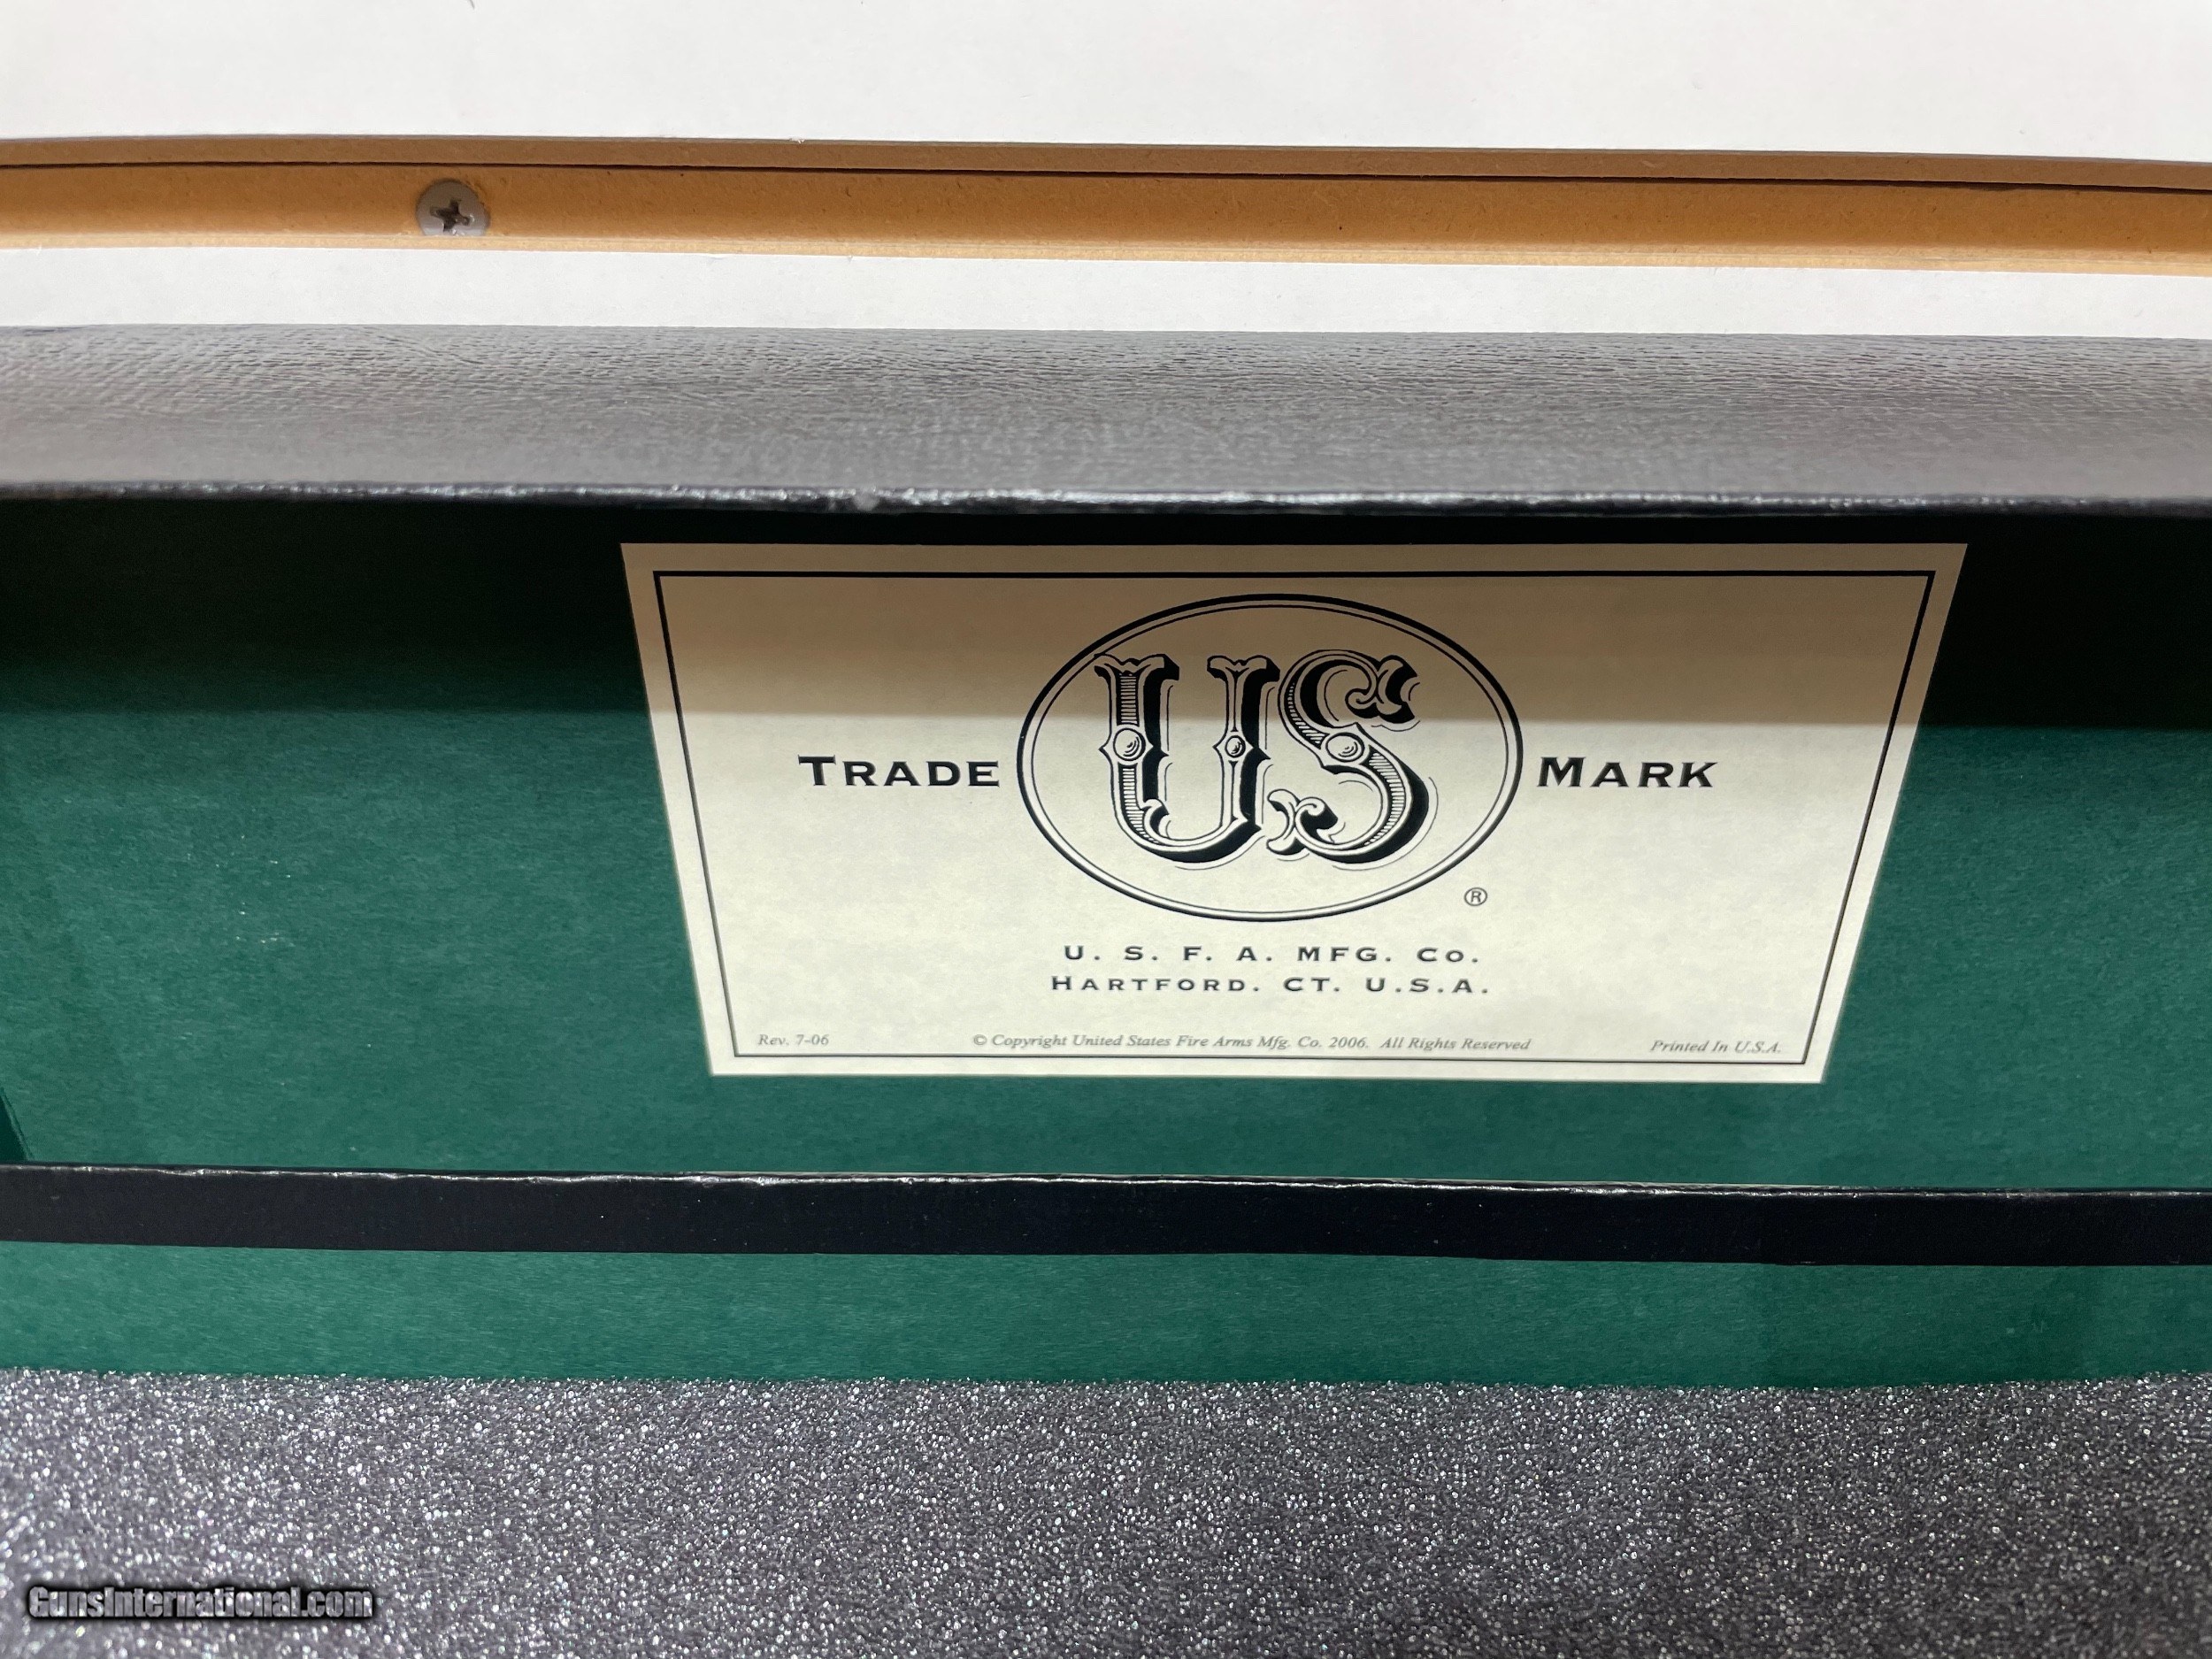 TRADE US MARK
®
U. S. F. A. MFG. CO.
HARTFORD. CT. U.S.A.
Rev. 7-06 © Copyright United States Fire Arms Mfg. Co. 2006. All Rights Reserved Printed In U.S.A.
GunsInternational.com